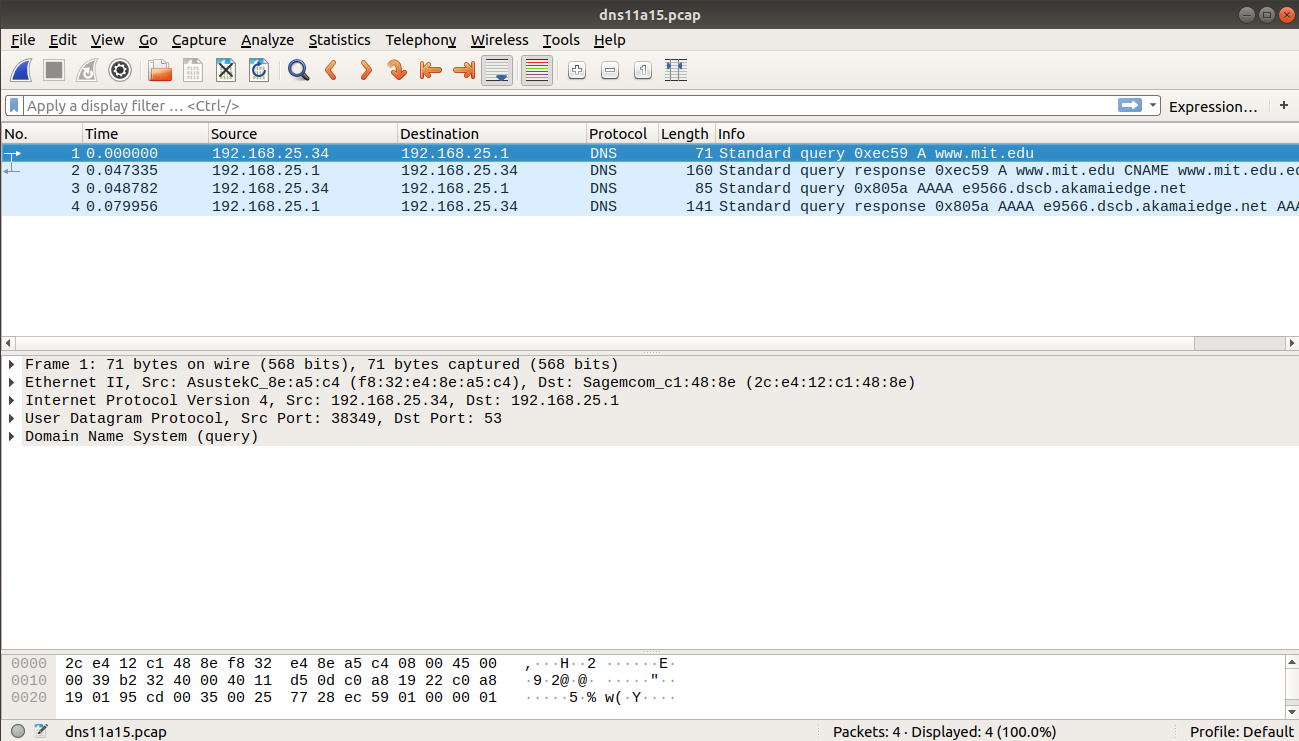 dns11a15.pcap
File Edit View Go Capture Analyze Statistics Telephony Wireless Tools Help
Apply a display filter … <Ctrl-/> Expression… +
No. Time Source Destination Protocol Length Info
1 0.000000 192.168.25.34 192.168.25.1 DNS 71 Standard query 0xec59 A www.mit.edu
2 0.047335 192.168.25.1 192.168.25.34 DNS 160 Standard query response 0xec59 A www.mit.edu CNAME www.mit.edu.ed
3 0.048782 192.168.25.34 192.168.25.1 DNS 85 Standard query 0x805a AAAA e9566.dscb.akamaiedge.net
4 0.079956 192.168.25.1 192.168.25.34 DNS 141 Standard query response 0x805a AAAA e9566.dscb.akamaiedge.net AAA
Frame 1: 71 bytes on wire (568 bits), 71 bytes captured (568 bits)
Ethernet II, Src: AsustekC_8e:a5:c4 (f8:32:e4:8e:a5:c4), Dst: Sagemcom_c1:48:8e (2c:e4:12:c1:48:8e)
Internet Protocol Version 4, Src: 192.168.25.34, Dst: 192.168.25.1
User Datagram Protocol, Src Port: 38349, Dst Port: 53
Domain Name System (query)
0000 2c e4 12 c1 48 8e f8 32 e4 8e a5 c4 08 00 45 00 ,···H··2 ······E·
0010 00 39 b2 32 40 00 40 11 d5 0d c0 a8 19 22 c0 a8 ·9·2@·@· ·····"··
0020 19 01 95 cd 00 35 00 25 77 28 ec 59 01 00 00 01 ·····5·% w(·Y····
dns11a15.pcap Packets: 4 · Displayed: 4 (100.0%) Profile: Default